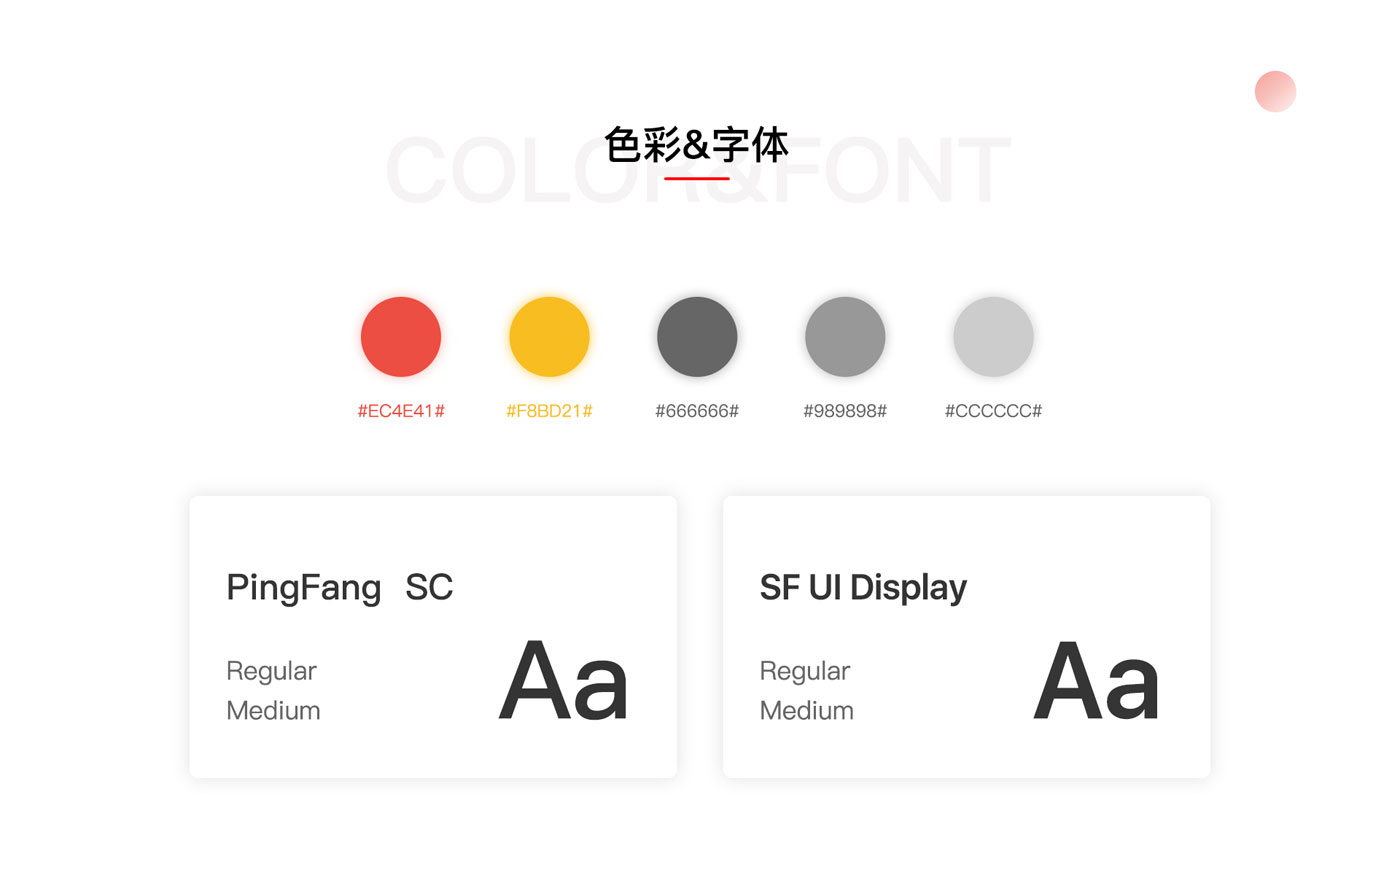 COLOR&FONT
色彩&字体
#EC4E41# #F8BD21# #666666# #989898# #CCCCCC#
PingFang SC
Regular
Medium
Aa
SF UI Display
Regular
Medium
Aa